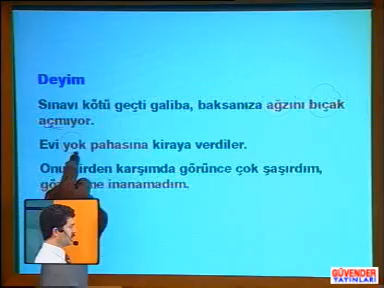 Deyim
Sınavı kötü geçti galiba, baksanıza ağzını bıçak
açmıyor.
Evi yok pahasına kiraya verdiler.
karşımda görünce çok şaşırdım,
inanamadım.
GÜVENDER
YAYINLARI